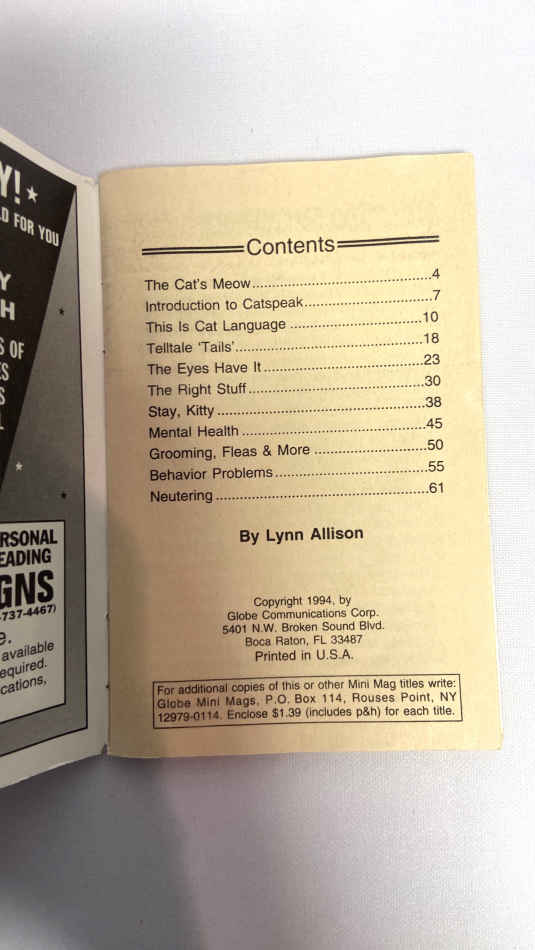 Y!
LD FOR YOU
Y
H
S OF
ES
S
L
RSONAL
EADING
GNS
-737-4467)
e.
available
equired.
cations,
Contents
The Cat's Meow..........................................4
Introduction to Catspeak..............................7
This Is Cat Language ...............................10
Telltale 'Tails'............................................18
The Eyes Have It......................................23
The Right Stuff..........................................30
Stay, Kitty .................................................38
Mental Health ...........................................45
Grooming, Fleas & More ...........................50
Behavior Problems....................................55
Neutering ..................................................61
By Lynn Allison
Copyright 1994, by
Globe Communications Corp.
5401 N.W. Broken Sound Blvd.
Boca Raton, FL 33487
Printed in U.S.A.
For additional copies of this or other Mini Mag titles write:
Globe Mini Mags, P.O. Box 114, Rouses Point, NY
12979-0114. Enclose $1.39 (includes p&h) for each title.